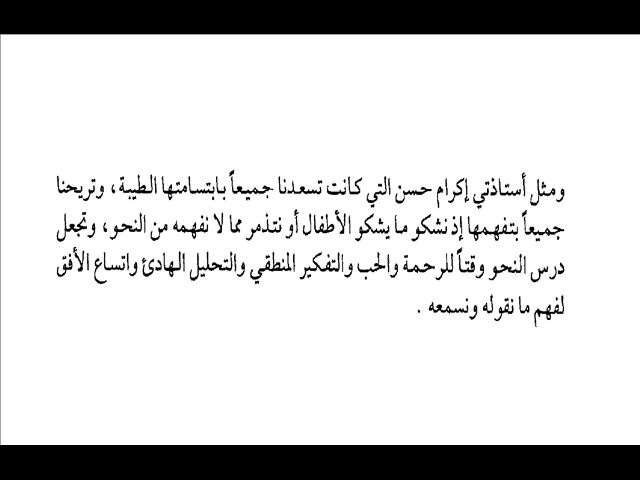 ومثل أستاذتي إكرام حسن التي كانت تسعدنا جميعاً بابتسامتها الطيبة، وتريحنا
جميعاً بتفهمها إذ نشكو ما يشكو الأطفال أو نتذمر مما لا نفهمه من النحو، وتجعل
درس النحو وقتاً للرحمة والحب والتفكير المنطقي والتحليل الهادئ واتساع الأفق
لفهم ما نقوله ونسمعه .